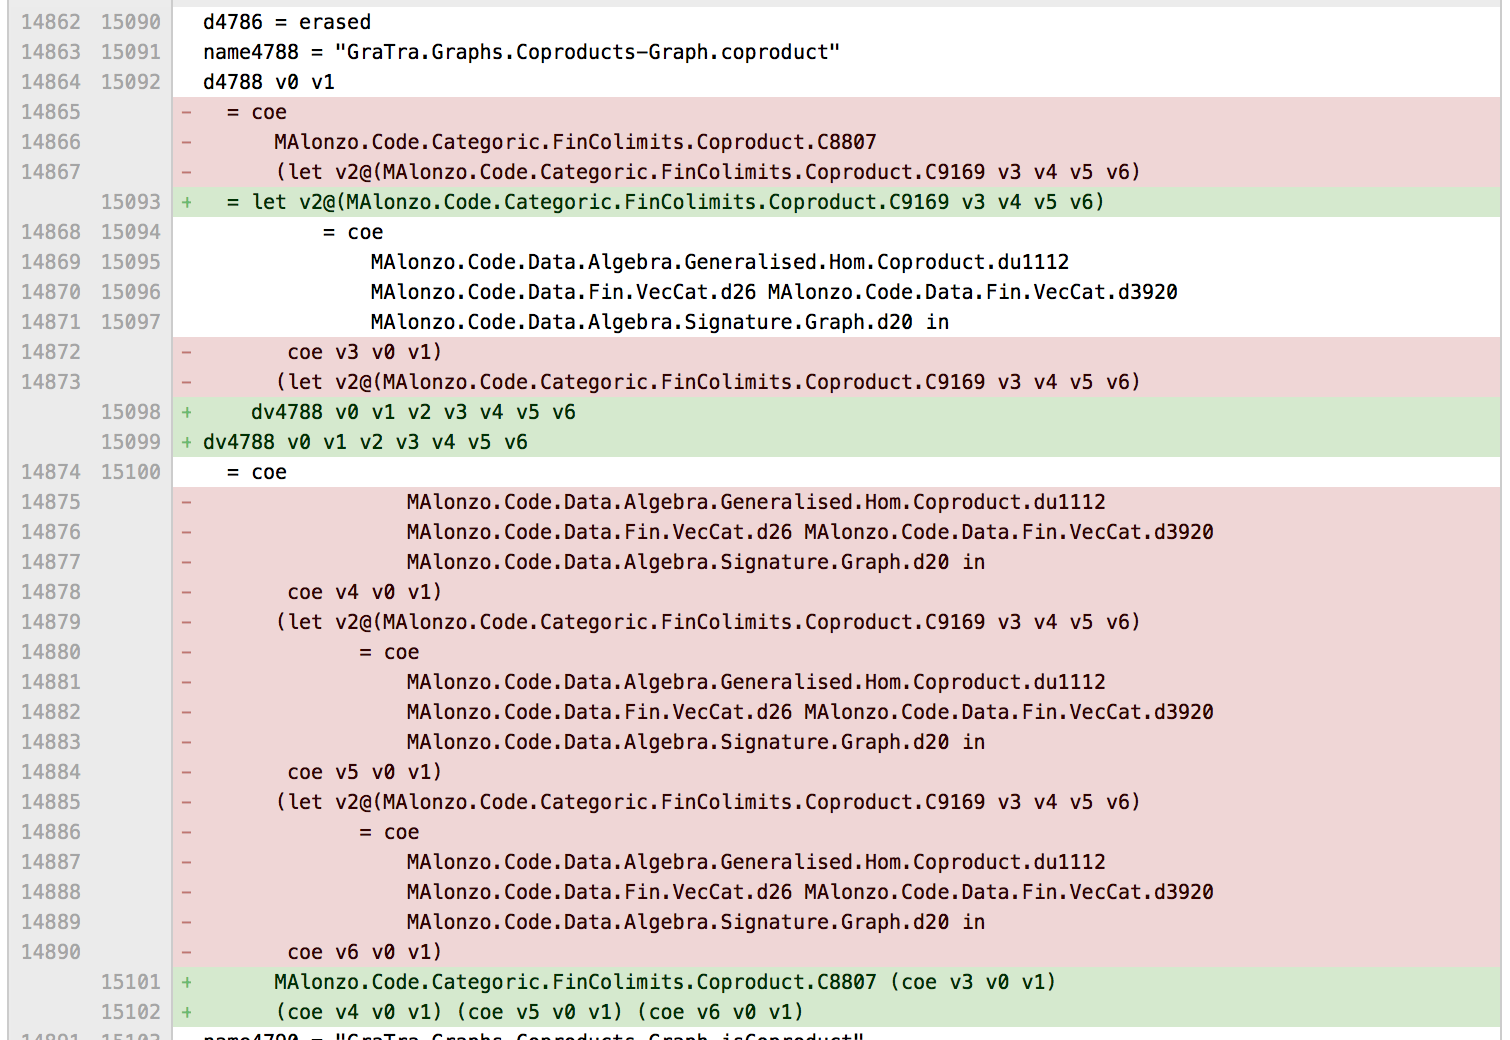 14862 15090 d4786 = erased
14863 15091 name4788 = "GraTra.Graphs.Coproducts-Graph.coproduct"
14864 15092 d4788 v0 v1
14865 - = coe
14866 - MAlonzo.Code.Categoric.FinColimits.Coproduct.C8807
14867 - (let v2@(MAlonzo.Code.Categoric.FinColimits.Coproduct.C9169 v3 v4 v5 v6)
15093 + = let v2@(MAlonzo.Code.Categoric.FinColimits.Coproduct.C9169 v3 v4 v5 v6)
14868 15094 = coe
14869 15095 MAlonzo.Code.Data.Algebra.Generalised.Hom.Coproduct.du1112
14870 15096 MAlonzo.Code.Data.Fin.VecCat.d26 MAlonzo.Code.Data.Fin.VecCat.d3920
14871 15097 MAlonzo.Code.Data.Algebra.Signature.Graph.d20 in
14872 - coe v3 v0 v1)
14873 - (let v2@(MAlonzo.Code.Categoric.FinColimits.Coproduct.C9169 v3 v4 v5 v6)
15098 + dv4788 v0 v1 v2 v3 v4 v5 v6
15099 + dv4788 v0 v1 v2 v3 v4 v5 v6
14874 15100 = coe
14875 - MAlonzo.Code.Data.Algebra.Generalised.Hom.Coproduct.du1112
14876 - MAlonzo.Code.Data.Fin.VecCat.d26 MAlonzo.Code.Data.Fin.VecCat.d3920
14877 - MAlonzo.Code.Data.Algebra.Signature.Graph.d20 in
14878 - coe v4 v0 v1)
14879 - (let v2@(MAlonzo.Code.Categoric.FinColimits.Coproduct.C9169 v3 v4 v5 v6)
14880 - = coe
14881 - MAlonzo.Code.Data.Algebra.Generalised.Hom.Coproduct.du1112
14882 - MAlonzo.Code.Data.Fin.VecCat.d26 MAlonzo.Code.Data.Fin.VecCat.d3920
14883 - MAlonzo.Code.Data.Algebra.Signature.Graph.d20 in
14884 - coe v5 v0 v1)
14885 - (let v2@(MAlonzo.Code.Categoric.FinColimits.Coproduct.C9169 v3 v4 v5 v6)
14886 - = coe
14887 - MAlonzo.Code.Data.Algebra.Generalised.Hom.Coproduct.du1112
14888 - MAlonzo.Code.Data.Fin.VecCat.d26 MAlonzo.Code.Data.Fin.VecCat.d3920
14889 - MAlonzo.Code.Data.Algebra.Signature.Graph.d20 in
14890 - coe v6 v0 v1)
15101 + MAlonzo.Code.Categoric.FinColimits.Coproduct.C8807 (coe v3 v0 v1)
15102 + (coe v4 v0 v1) (coe v5 v0 v1) (coe v6 v0 v1)
14891 15103 name4790 = "GraTra.Graphs.Coproducts-Graph.isCoproduct"